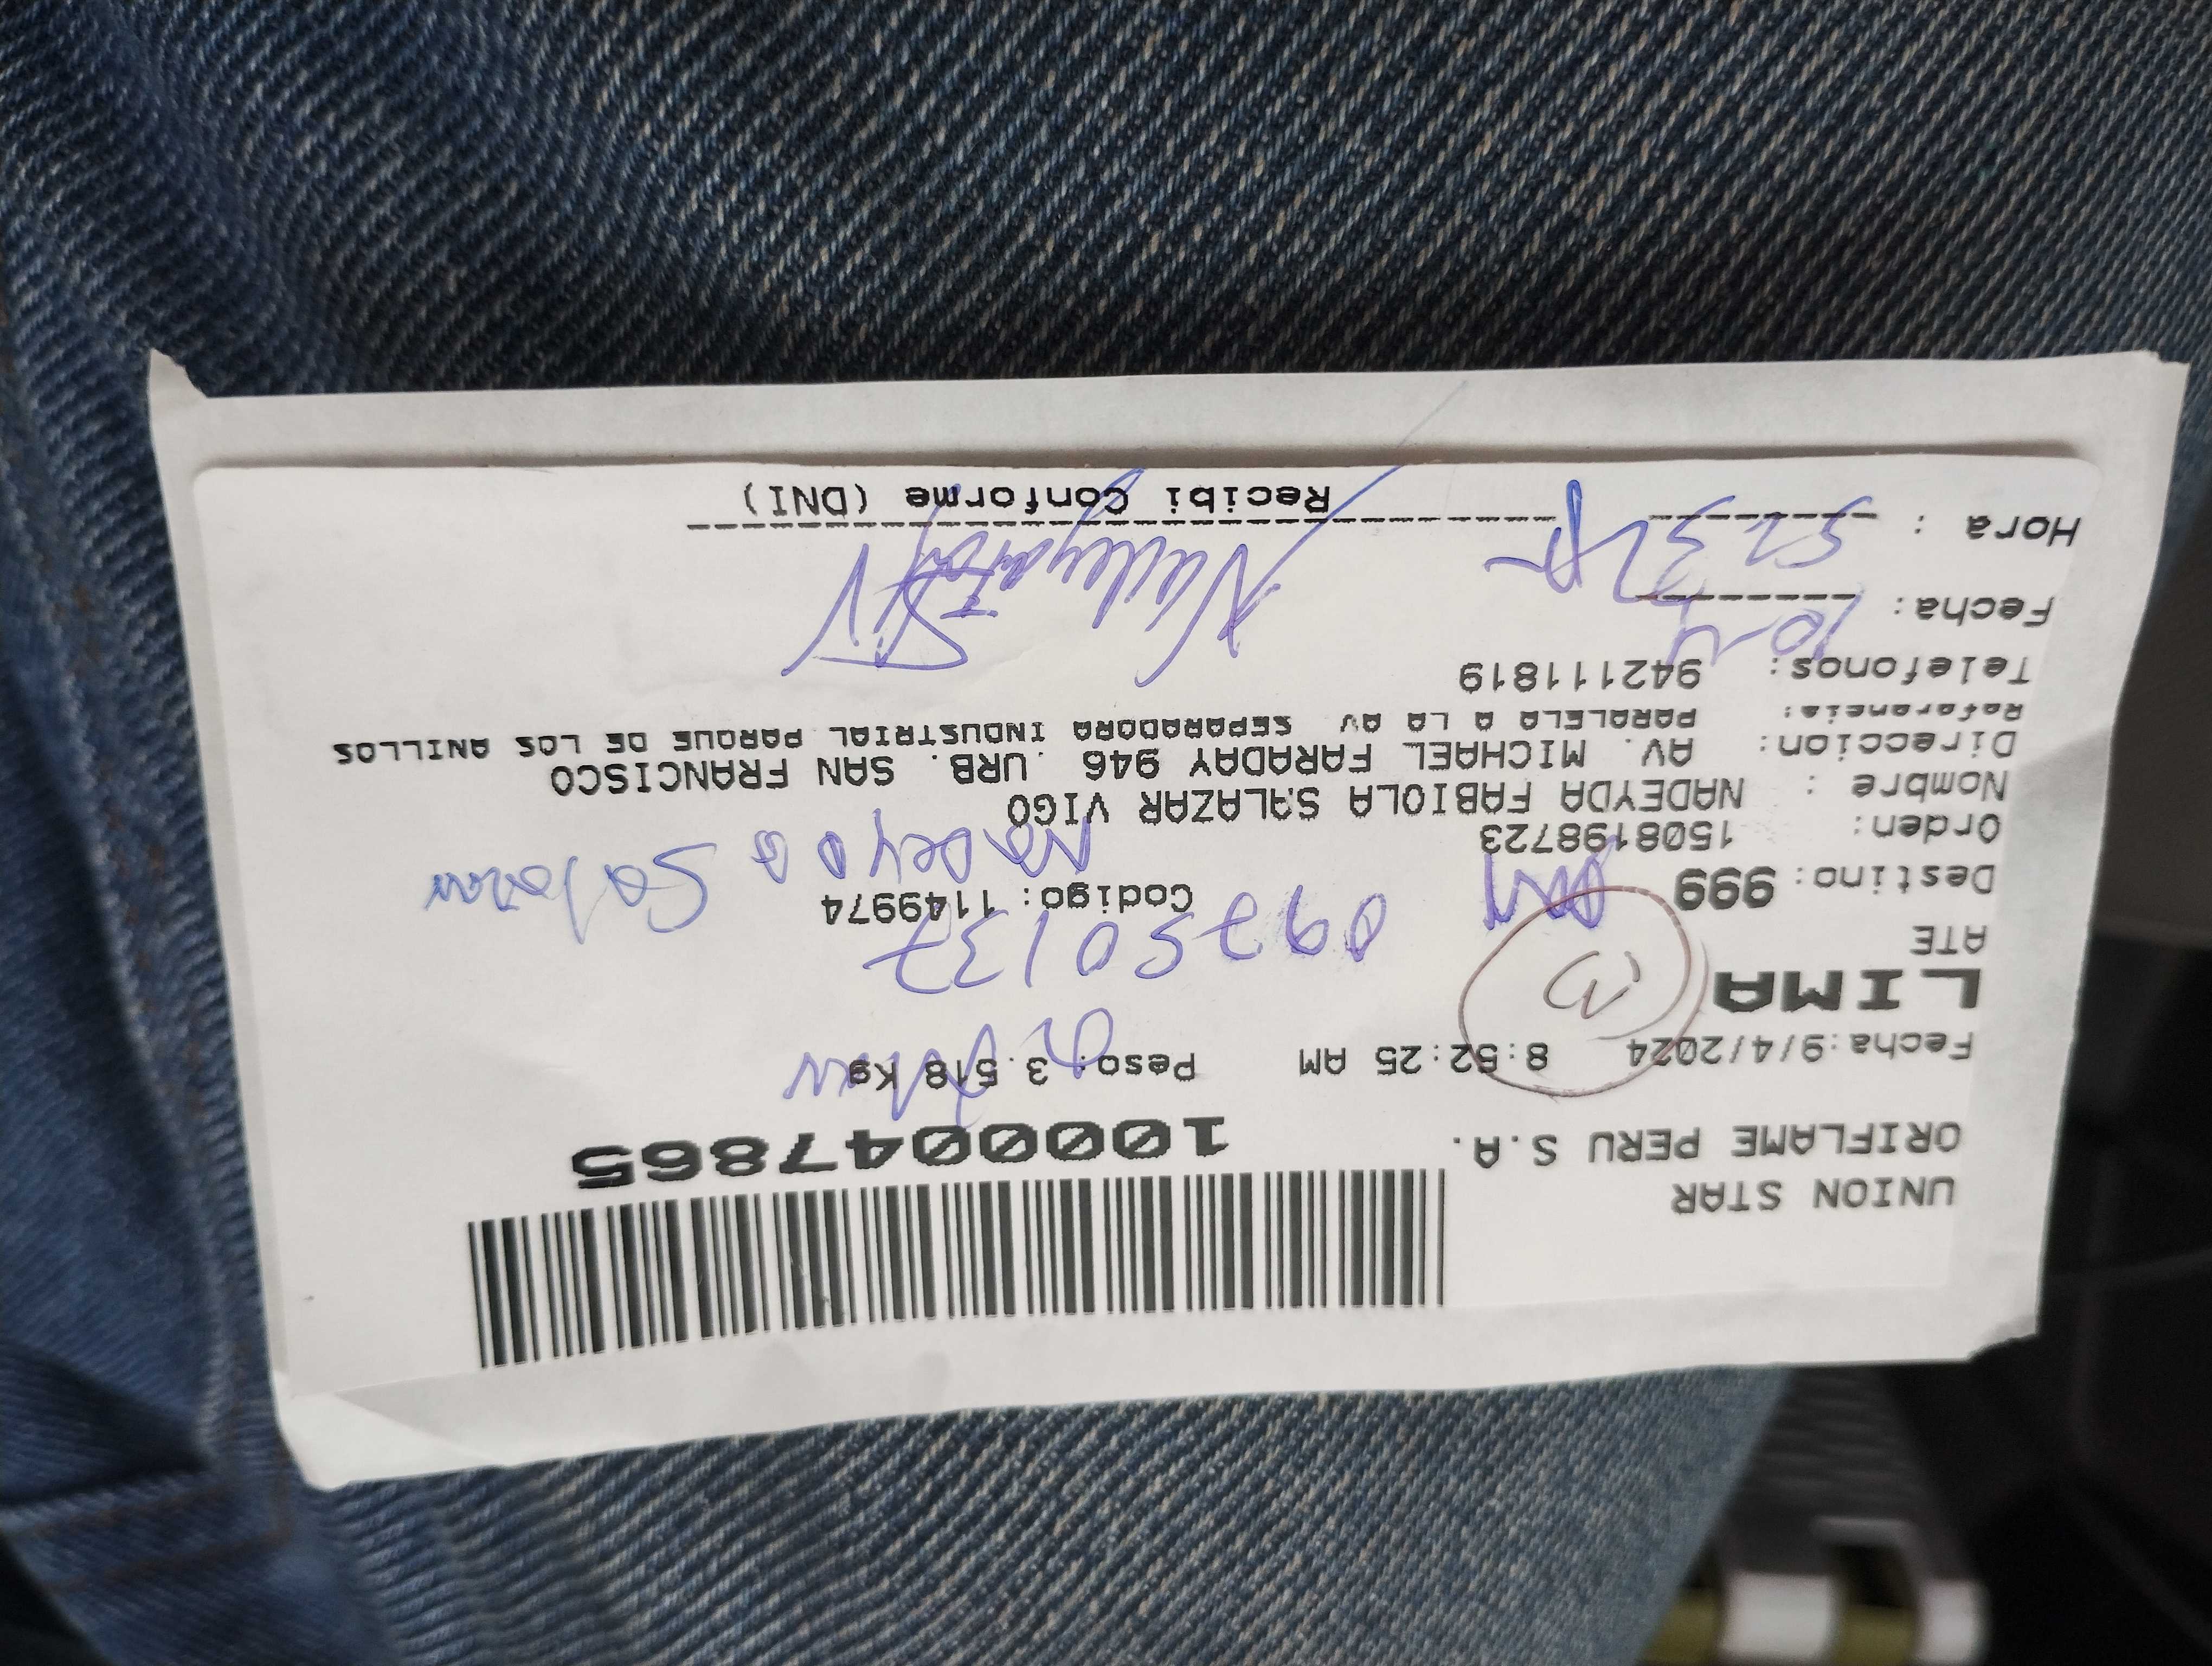 UNION STAR
ORIFLAME PERU S.A. 1000047865
Fecha:9/4/2024 8:52:25 AM Peso: 3.518 Kg
LIMA
ATE
09750137
Destino: 999 Codigo: 1149974
Nadeyda Salazar
Orden: 1508198723
Nombre : NADEYDA FABIOLA SALAZAR VIGO
Direccion: AV. MICHAEL FARADAY 946 .URB. SAN FRANCISCO
Referencia: PARALELA A LA AV SEPARADORA INDUSTRIAL PARQUE DE LOS ANILLOS
Telefonos: 942111819
Fecha: 10-4
Hora :
Recibi Conforme (DNI)